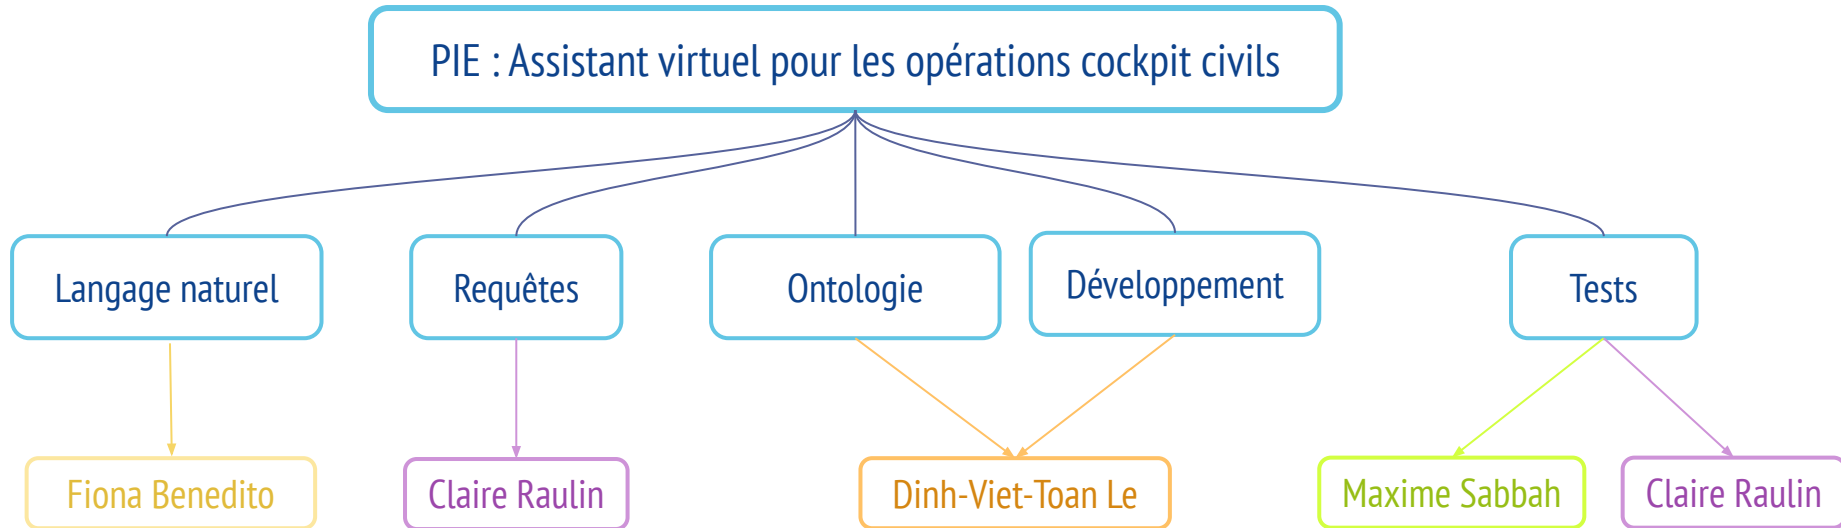 PIE : Assistant virtuel pour les opérations cockpit civils
Langage naturel
Requêtes
Ontologie
Développement
Tests
Fiona Benedito
Claire Raulin
Dinh-Viet-Toan Le
Maxime Sabbah
Claire Raulin